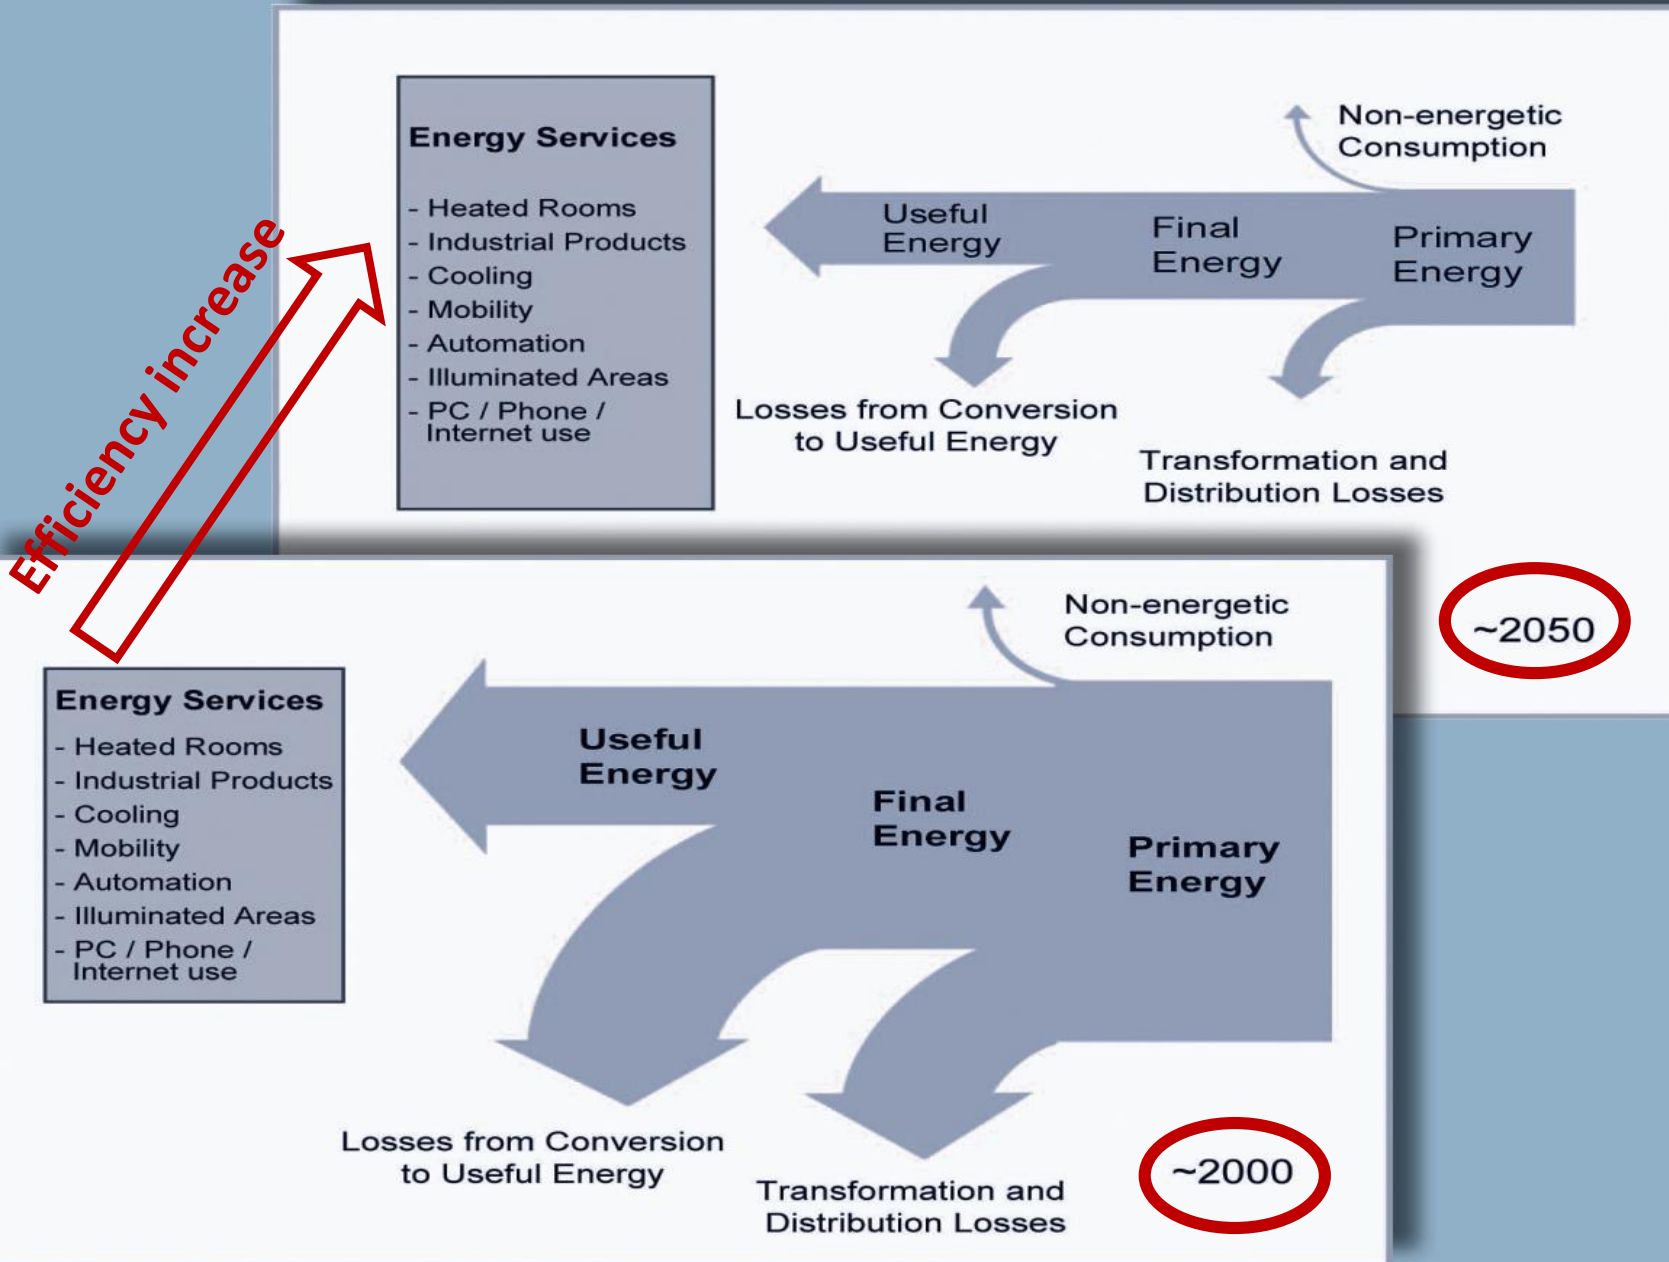 Energy Services
- Heated Rooms
- Industrial Products
- Cooling
- Mobility
- Automation
- Illuminated Areas
- PC / Phone /
Internet use
Non-energetic
Consumption
Useful
Energy
Final
Energy
Primary
Energy
Losses from Conversion
to Useful Energy
Transformation and
Distribution Losses
~2050
Efficiency increase
Energy Services
- Heated Rooms
- Industrial Products
- Cooling
- Mobility
- Automation
- Illuminated Areas
- PC / Phone /
Internet use
Non-energetic
Consumption
Useful
Energy
Final
Energy
Primary
Energy
Losses from Conversion
to Useful Energy
Transformation and
Distribution Losses
~2000